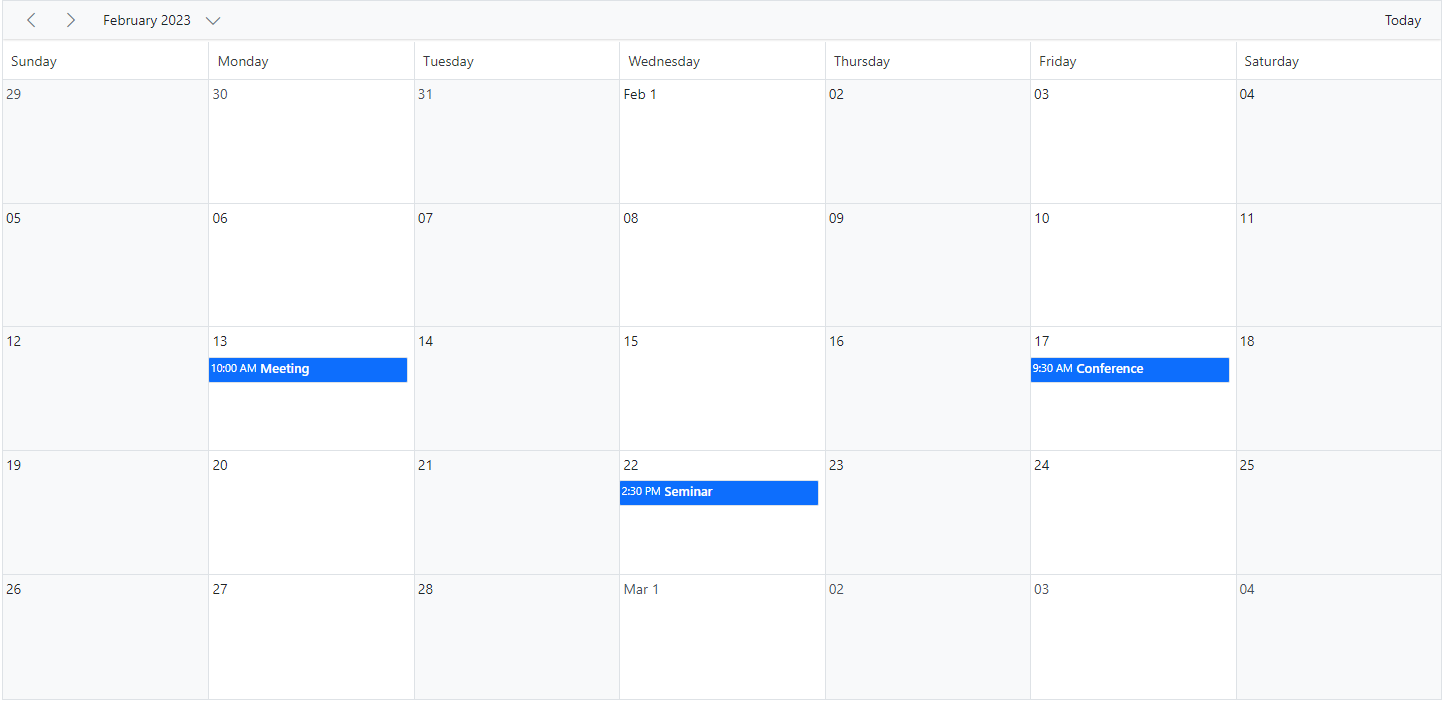 February 2023 Today
Sunday Monday Tuesday Wednesday Thursday Friday Saturday
29 30 31 Feb 1 02 03 04
05 06 07 08 09 10 11
12 13 14 15 16 17 18
10:00 AM Meeting 9:30 AM Conference
19 20 21 22 23 24 25
2:30 PM Seminar
26 27 28 Mar 1 02 03 04